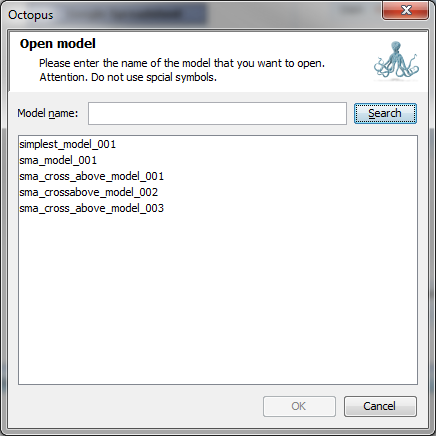 Octopus
Open model
Please enter the name of the model that you want to open.
Attention. Do not use spcial symbols.
Model name:
Search
simplest_model_001
sma_model_001
sma_cross_above_model_001
sma_crossabove_model_002
sma_cross_above_model_003
OK
Cancel